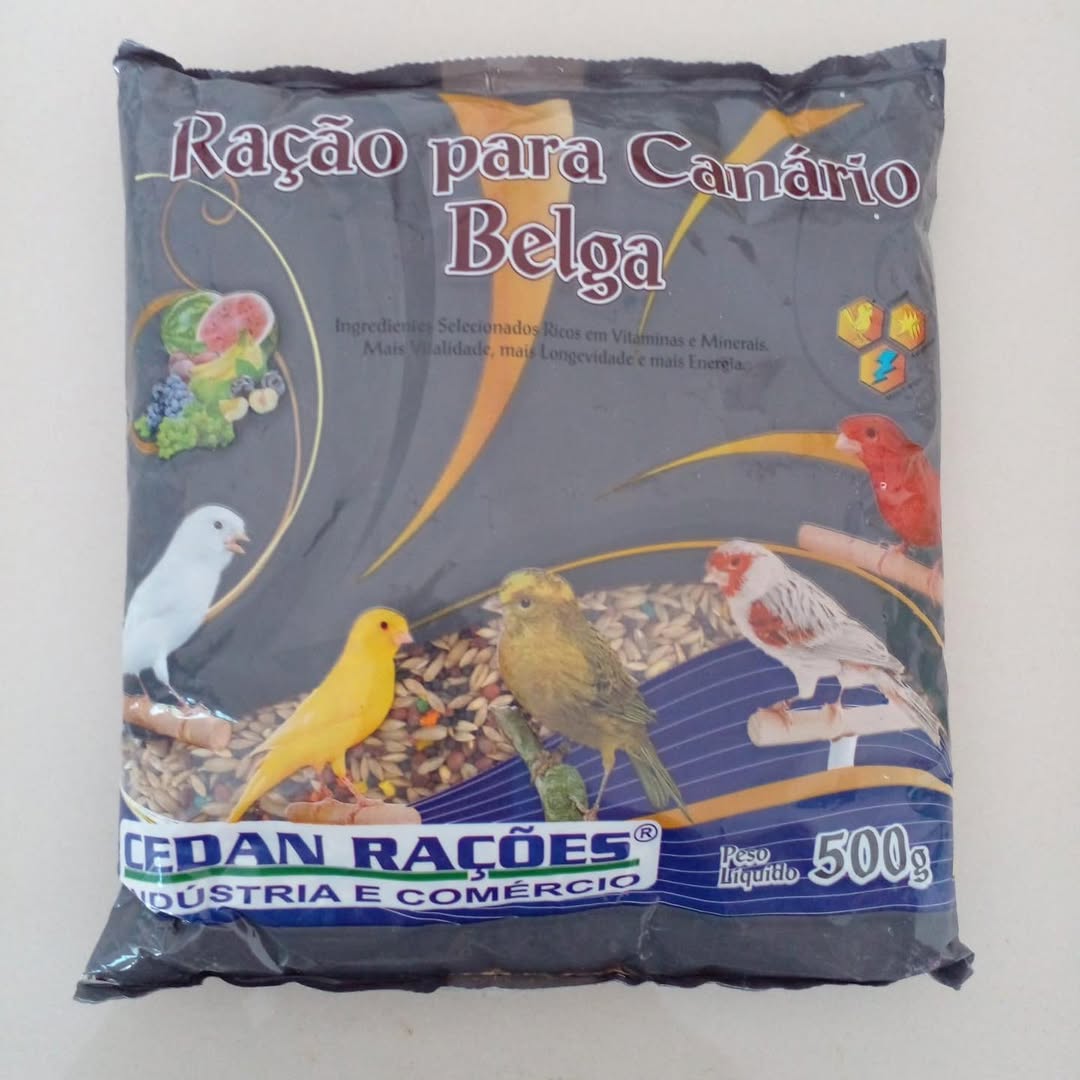 Ração para Canário
Belga
Ingredientes Selecionados Ricos em Vitaminas e Minerais.
Mais Vitalidade, mais Longevidade e mais Energia.
CEDAN RAÇÕES®
INDÚSTRIA E COMÉRCIO
Peso
Líquido 500g